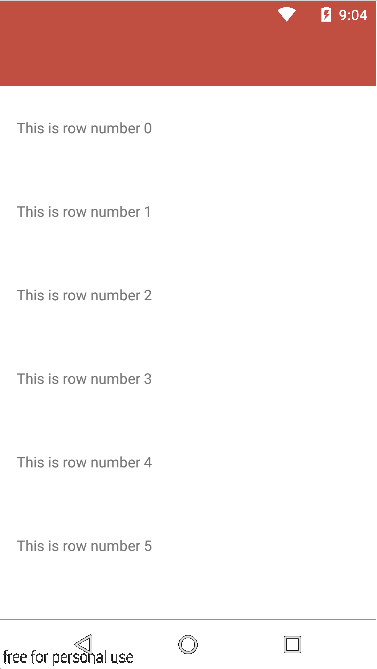 9:04
This is row number 0
This is row number 1
This is row number 2
This is row number 3
This is row number 4
This is row number 5
free for personal use